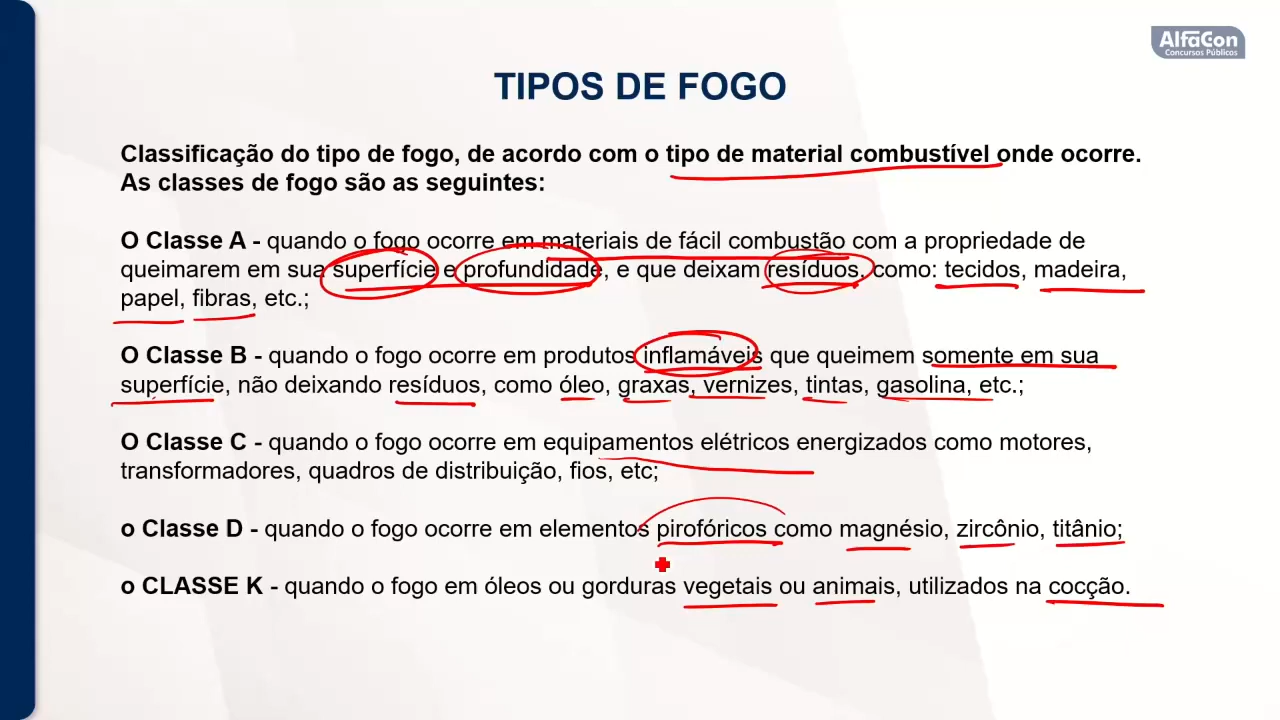 AlfaCon
Concursos Públicos
TIPOS DE FOGO
Classificação do tipo de fogo, de acordo com o tipo de material combustível onde ocorre.
As classes de fogo são as seguintes:
O Classe A - quando o fogo ocorre em materiais de fácil combustão com a propriedade de
queimarem em sua superfície e profundidade, e que deixam resíduos, como: tecidos, madeira,
papel, fibras, etc.;
O Classe B - quando o fogo ocorre em produtos inflamáveis que queimem somente em sua
superfície, não deixando resíduos, como óleo, graxas, vernizes, tintas, gasolina, etc.;
O Classe C - quando o fogo ocorre em equipamentos elétricos energizados como motores,
transformadores, quadros de distribuição, fios, etc;
o Classe D - quando o fogo ocorre em elementos pirofóricos como magnésio, zircônio, titânio;
o CLASSE K - quando o fogo em óleos ou gorduras vegetais ou animais, utilizados na cocção.